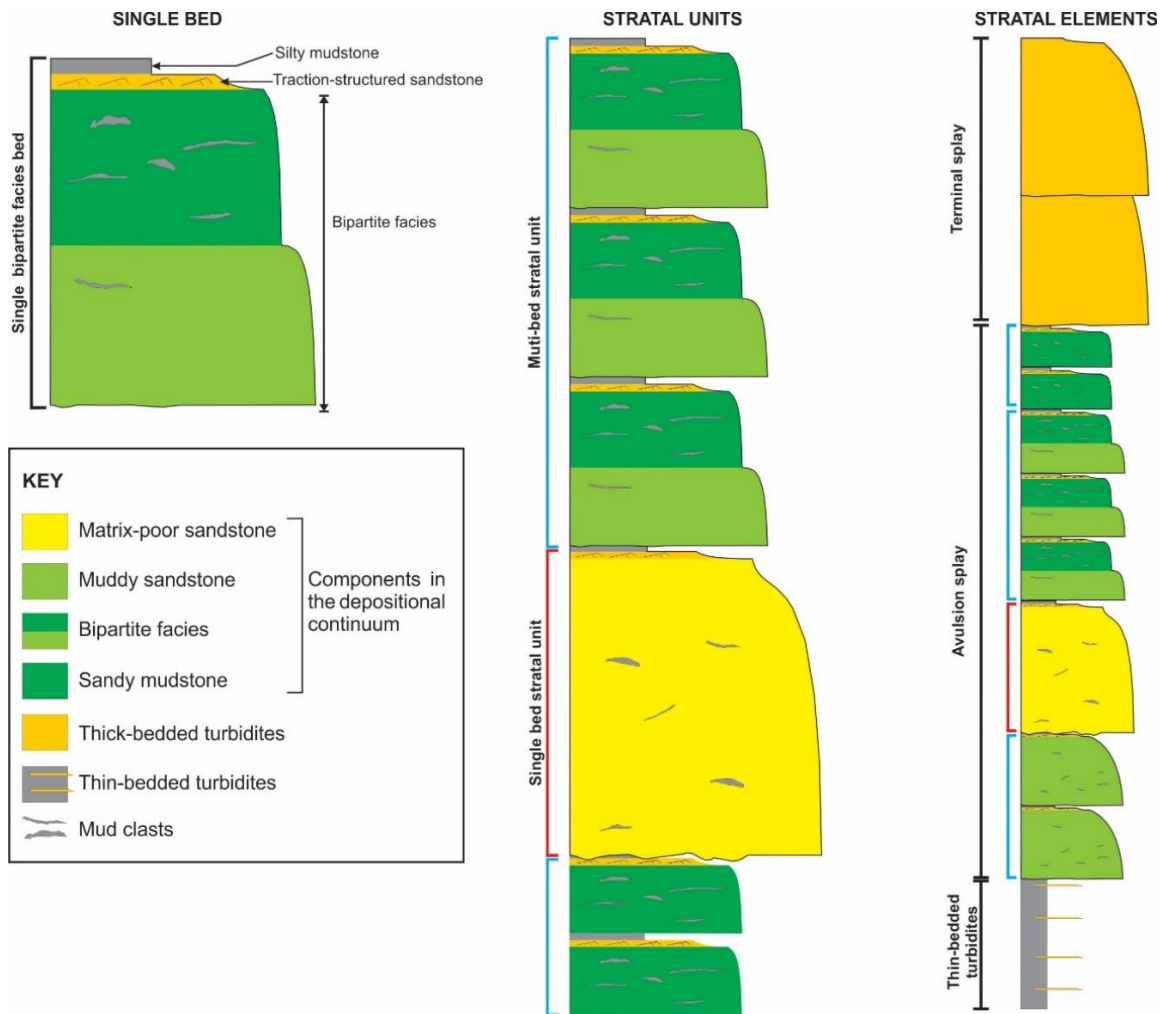 SINGLE BED
Silty mudstone
Traction-structured sandstone
Single bipartite facies bed
Bipartite facies
KEY
Matrix-poor sandstone
Muddy sandstone
Bipartite facies
Sandy mudstone
Components in
the depositional
continuum
Thick-bedded turbidites
Thin-bedded turbidites
Mud clasts
STRATAL UNITS
Muti-bed stratal unit
Single bed stratal unit
STRATAL ELEMENTS
Terminal splay
Avulsion splay
Thin-bedded
turbidites